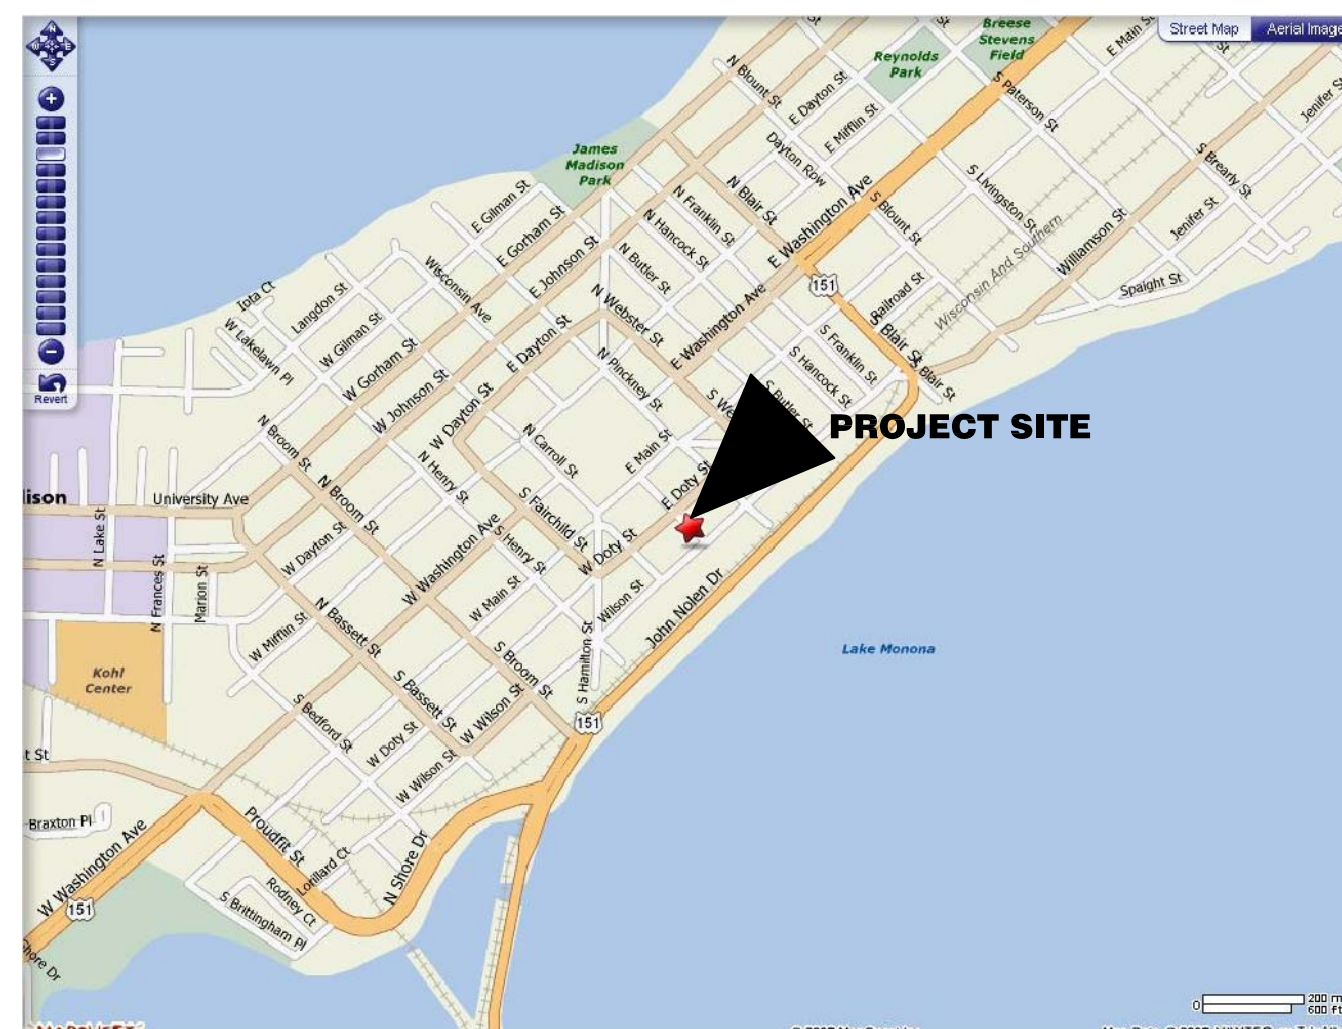 Street Map
Aerial Image
Breese
Stevens
Field
Reynolds
Park
E Main St
N Blount St
E Dayton St
E Mifflin St
Dayton Row
S Paterson St
Jenifer S
S Brearly St
James
Madison
Park
E Gilman St
E Gorham St
E Johnson St
N Franklin St
N Hancock St
N Blair St
E Washington Ave
S Blount St
S Livingston St
Jenifer St
Williamson St
Spaight St
Wisconsin And Southern
N Butler St
Wisconsin Ave
Iota Ct
Langdon St
W Lakelawn Pl
W Gilman St
N Webster St
E Washington Ave
151
Railroad St
S Blair St
S Blair St
S Franklin St
S Hancock St
S Butler St
E Dayton St
N Pinckney St
W Gorham St
W Johnson St
W Dayton St
Revert
PROJECT SITE
N Broom St
N Carroll St
E Main St
E Doty St
N Henry St
ison
University Ave
N Broom St
S Fairchild St
N Lake St
W Dayton St
W Washington Ave
S Henry St
W Doty St
N Frances St
Marion St
W Main St
Wilson St
John Nolen Dr
N Bassett St
W Mifflin St
S Hamilton St
S Broom St
Lake Monona
Kohl
Center
S Bassett St
S Bedford St
W Wilson St
151
W Doty St
W Wilson St
t St
Braxton Pl
W Washington Ave
Proudfit St
Lorillard Ct
N Shore Dr
Rodney Ct
S Brittingham Pl
151
hore Dr
0
200 m
600 ft